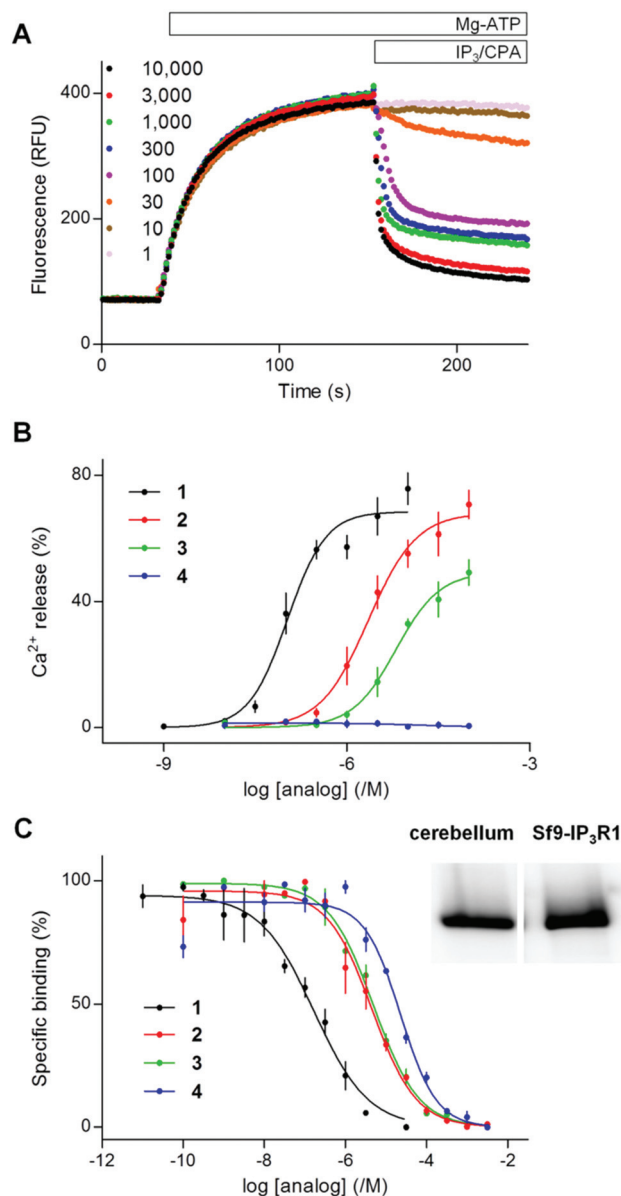 A
Mg-ATP
IP₃/CPA
10,000
3,000
1,000
300
100
30
10
1
Fluorescence (RFU)
400
200
0
0
100
200
Time (s)
B
1
2
3
4
Ca²⁺ release (%)
80
40
0
-9
-6
-3
log [analog] (/M)
C
cerebellum
Sf9-IP₃R1
Specific binding (%)
100
50
0
1
2
3
4
-12
-10
-8
-6
-4
-2
log [analog] (/M)